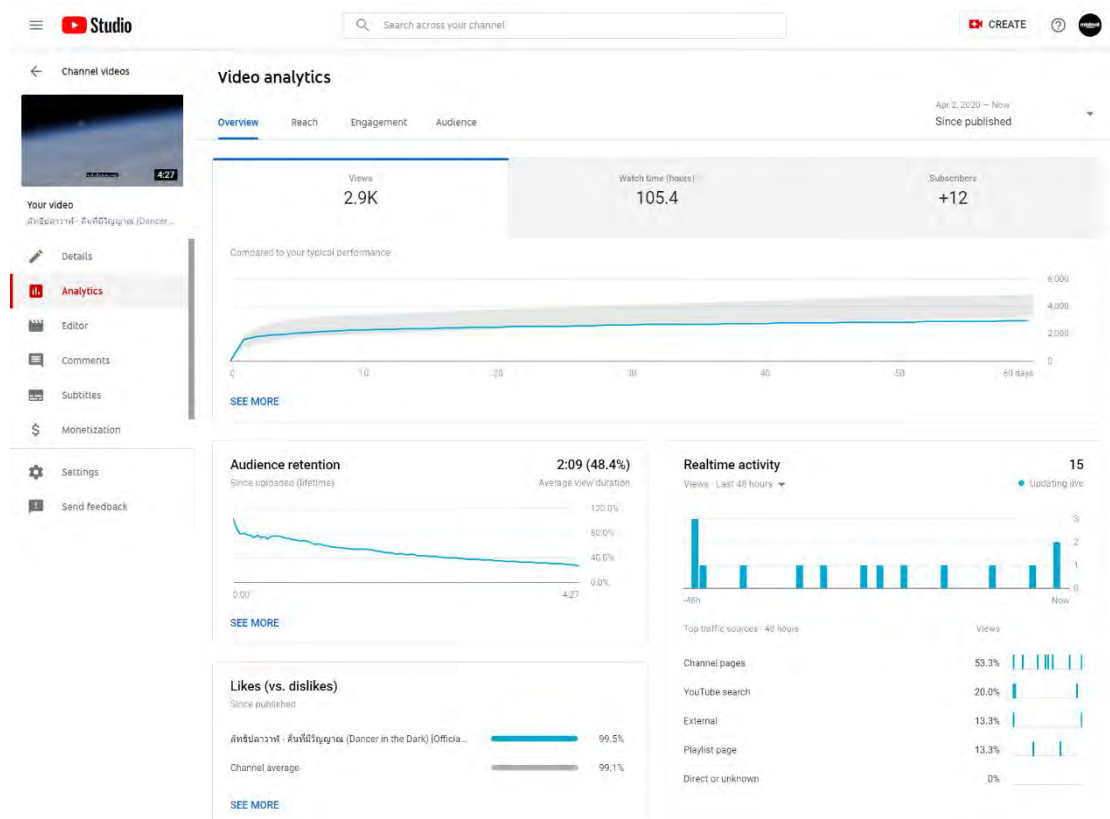 Studio
Search across your channel
CREATE
Channel videos
4:27
Your video
ลัทธิปลาวาฬ - คืนที่มีวิญญาณ (Dancer...
Details
Analytics
Editor
Comments
Subtitles
Monetization
Settings
Send feedback
Video analytics
Overview
Reach
Engagement
Audience
Apr 2, 2020 – Now
Since published
Views
2.9K
Watch time (hours)
105.4
Subscribers
+12
Compared to your typical performance
6,000
4,000
2,000
0
0
10
20
30
40
50
60 days
SEE MORE
Audience retention
2:09 (48.4%)
Since uploaded (lifetime)
Average view duration
120.0%
80.0%
40.0%
0.0%
0:00
4:27
SEE MORE
Likes (vs. dislikes)
Since published
ลัทธิปลาวาฬ - คืนที่มีวิญญาณ (Dancer in the Dark) [Officia...
99.5%
Channel average
99.1%
SEE MORE
Realtime activity
15
Views · Last 48 hours
Updating live
3
2
1
0
-48h
Now
Top traffic sources · 48 hours
Views
Channel pages
53.3%
YouTube search
20.0%
External
13.3%
Playlist page
13.3%
Direct or unknown
0%